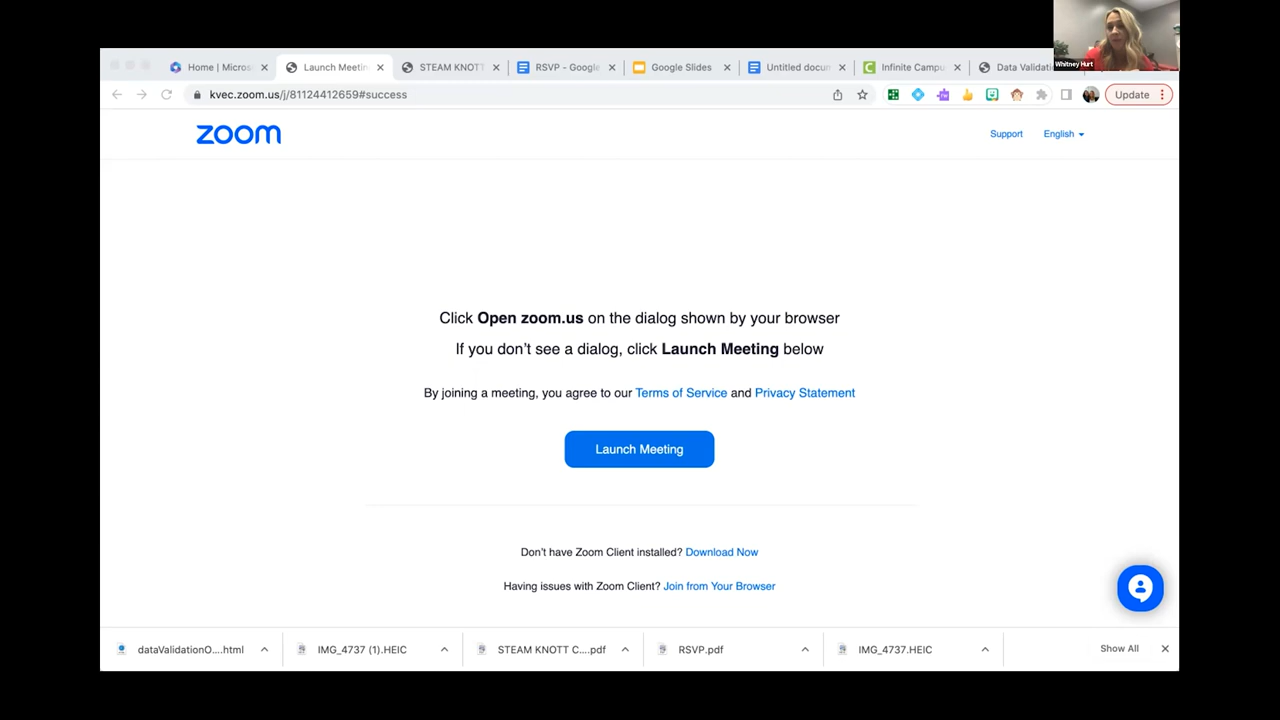 Whitney Hurt
Home | Micros
Launch Meetin
STEAM KNOTT
RSVP - Google
Google Slides
Untitled docum
Infinite Campu
Data Validati
kvec.zoom.us/j/81124412659#success
Update
zoom
Support
English
Click Open zoom.us on the dialog shown by your browser
If you don't see a dialog, click Launch Meeting below
By joining a meeting, you agree to our Terms of Service and Privacy Statement
Launch Meeting
Don't have Zoom Client installed? Download Now
Having issues with Zoom Client? Join from Your Browser
dataValidationO....html
IMG_4737 (1).HEIC
STEAM KNOTT C....pdf
RSVP.pdf
IMG_4737.HEIC
Show All